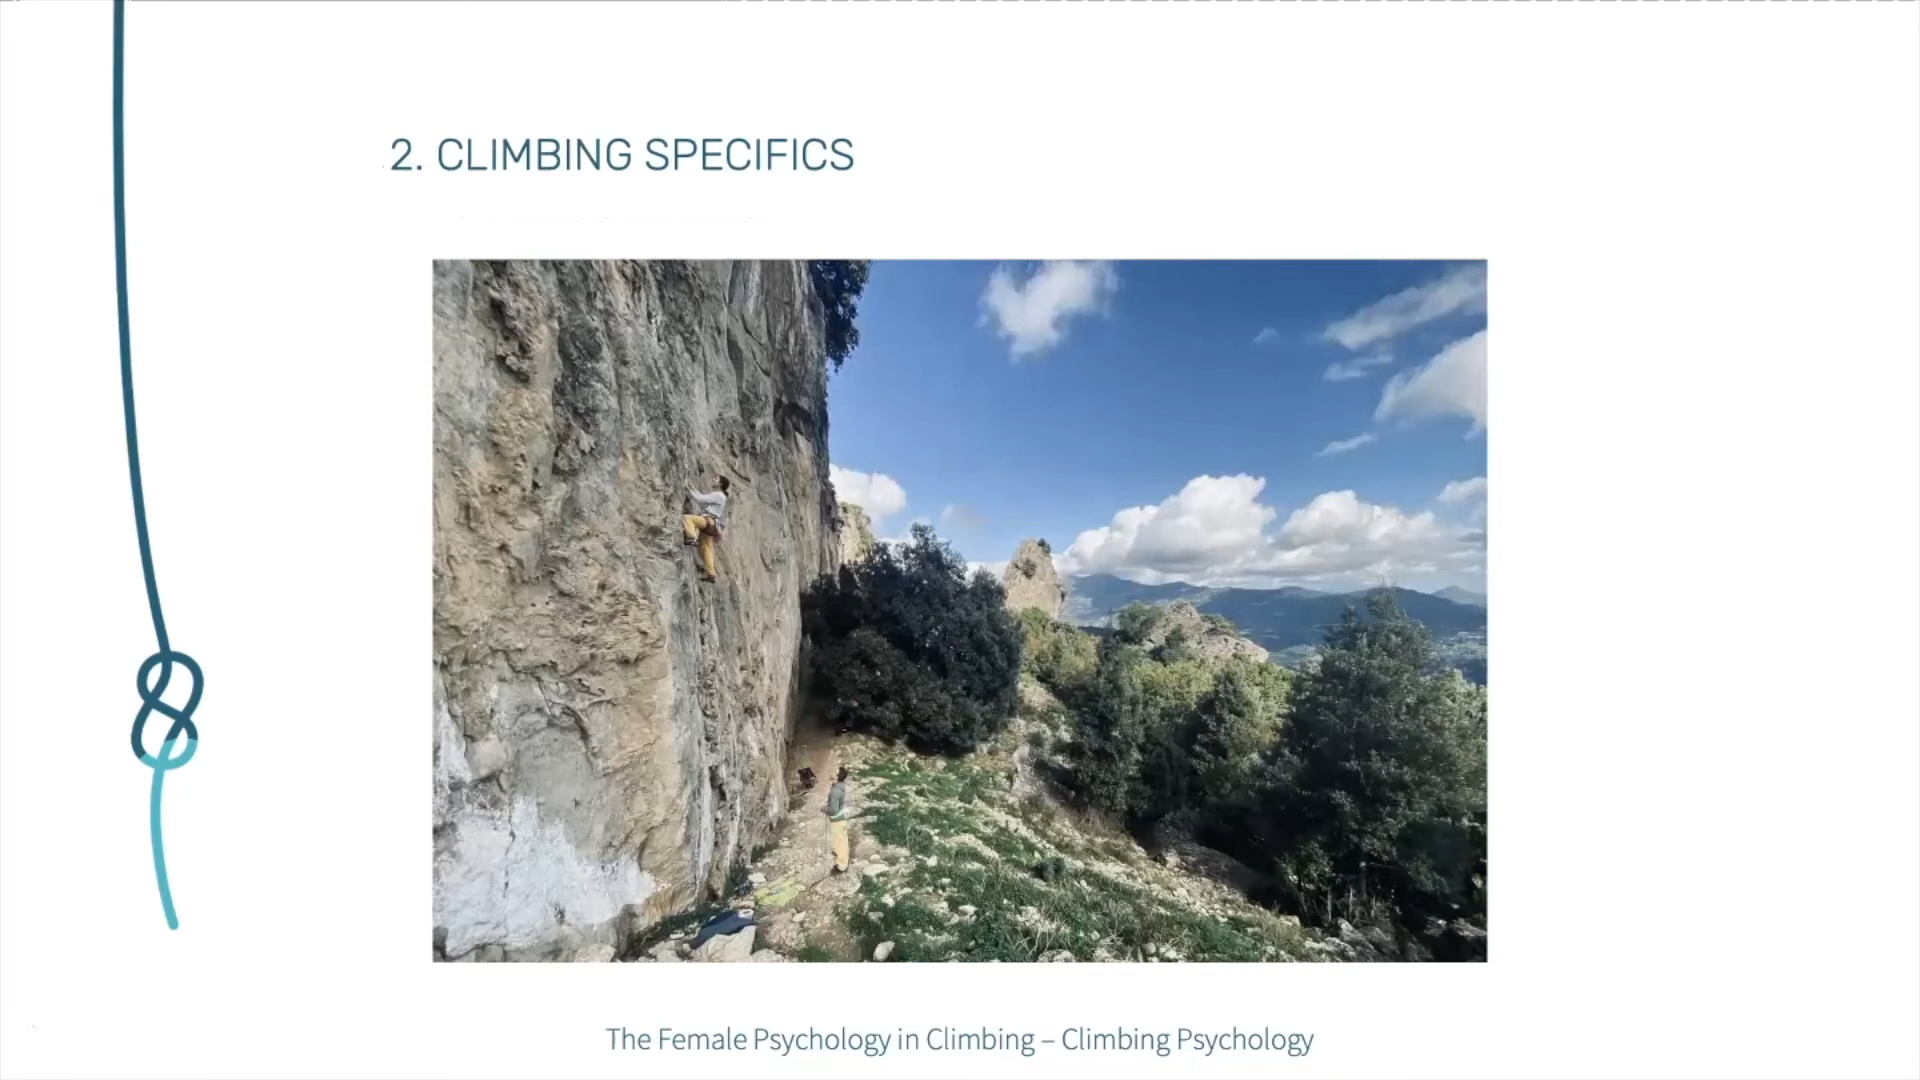 2. CLIMBING SPECIFICS
The Female Psychology in Climbing – Climbing Psychology